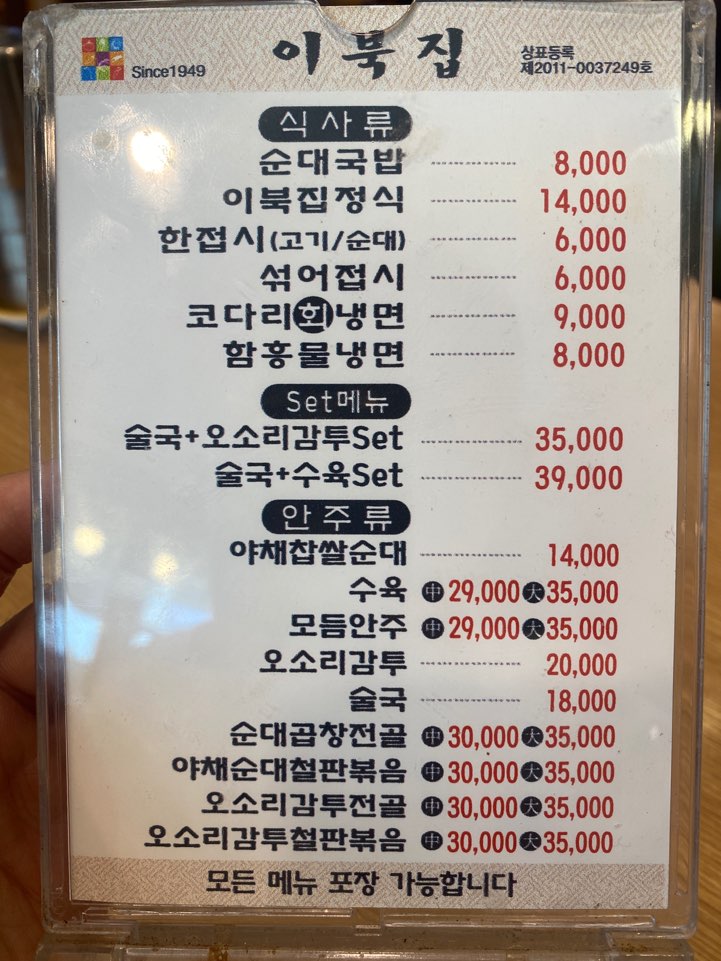 Since1949
이북집
상표등록
제2011-0037249호
식사류
순대국밥 8,000
이북집정식 14,000
한접시(고기/순대) 6,000
섞어접시 6,000
코다리회냉면 9,000
함흥물냉면 8,000
Set메뉴
술국+오소리감투Set 35,000
술국+수육Set 39,000
안주류
야채찹쌀순대 14,000
수육 中 29,000 大 35,000
모듬안주 中 29,000 大 35,000
오소리감투 20,000
술국 18,000
순대곱창전골 中 30,000 大 35,000
야채순대철판볶음 中 30,000 大 35,000
오소리감투전골 中 30,000 大 35,000
오소리감투철판볶음 中 30,000 大 35,000
모든 메뉴 포장 가능합니다